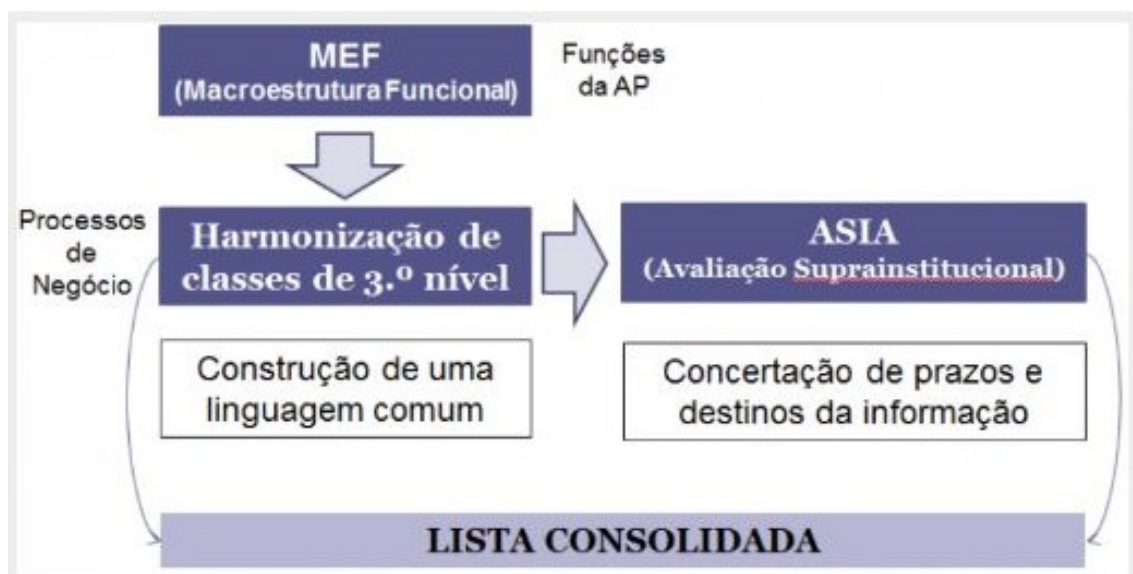 MEF
(Macroestrutura Funcional)
Funções
da AP
Processos
de
Negócio
Harmonização de
classes de 3.º nível
ASIA
(Avaliação Suprainstitucional)
Construção de uma
linguagem comum
Concertação de prazos e
destinos da informação
LISTA CONSOLIDADA